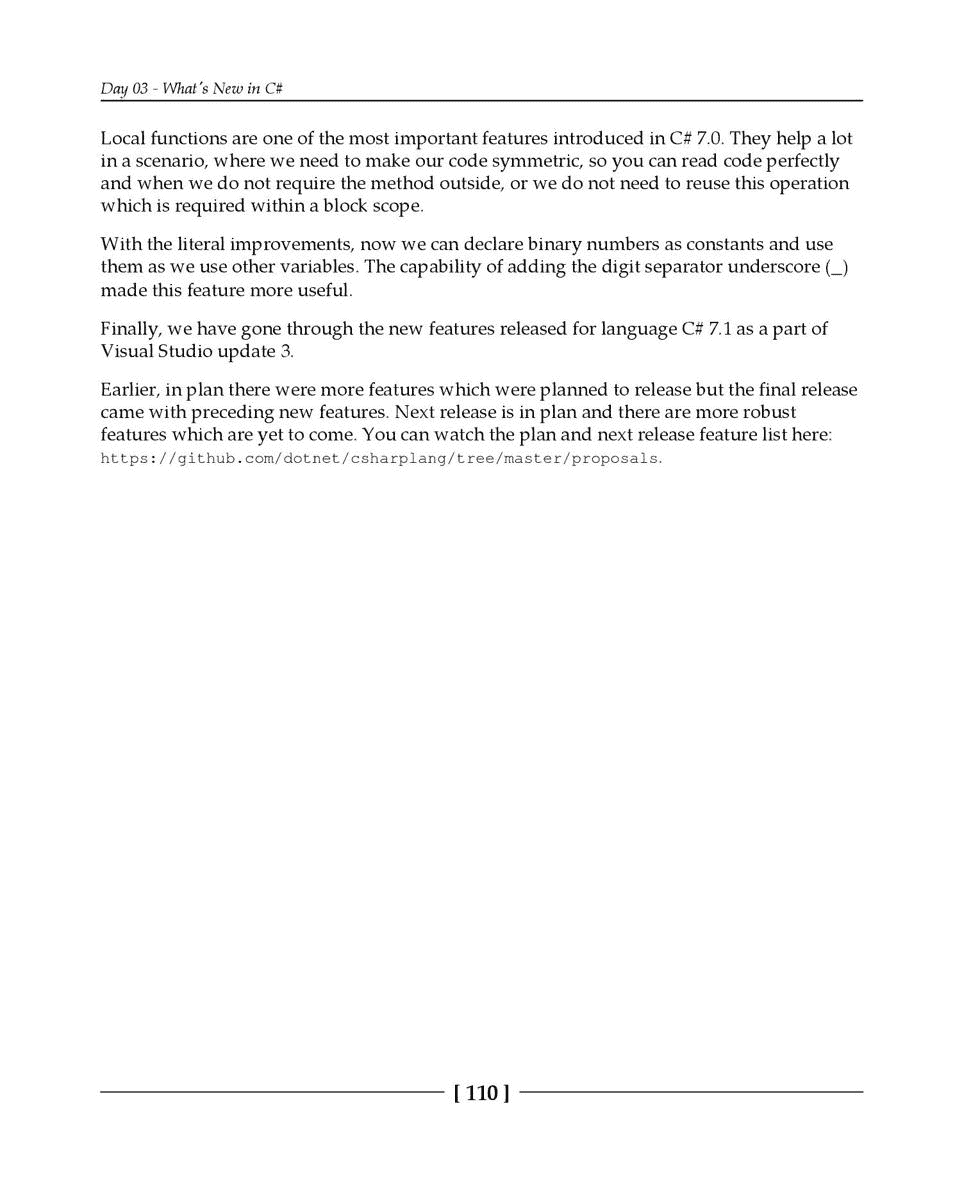 Day 03 - What's New in C#
Local functions are one of the most important features introduced in C# 7.0. They help a lot
in a scenario, where we need to make our code symmetric, so you can read code perfectly
and when we do not require the method outside, or we do not need to reuse this operation
which is required within a block scope.
With the literal improvements, now we can declare binary numbers as constants and use
them as we use other variables. The capability of adding the digit separator underscore (_)
made this feature more useful.
Finally, we have gone through the new features released for language C# 7.1 as a part of
Visual Studio update 3.
Earlier, in plan there were more features which were planned to release but the final release
came with preceding new features. Next release is in plan and there are more robust
features which are yet to come. You can watch the plan and next release feature list here:
https://github.com/dotnet/csharplang/tree/master/proposals.
[ 110 ]